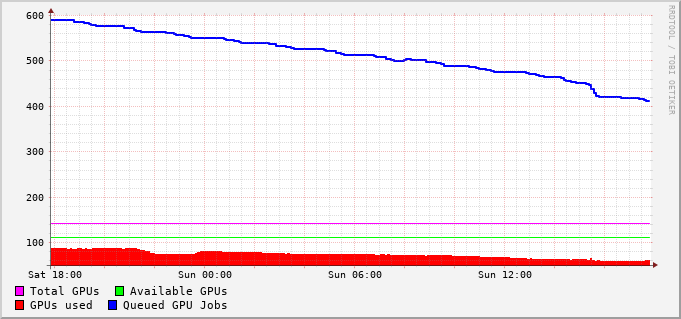 600
500
400
300
200
100
Sat 18:00 Sun 00:00 Sun 06:00 Sun 12:00
Total GPUs Available GPUs
GPUs used Queued GPU Jobs
RRDTOOL / TOBI OETIKER